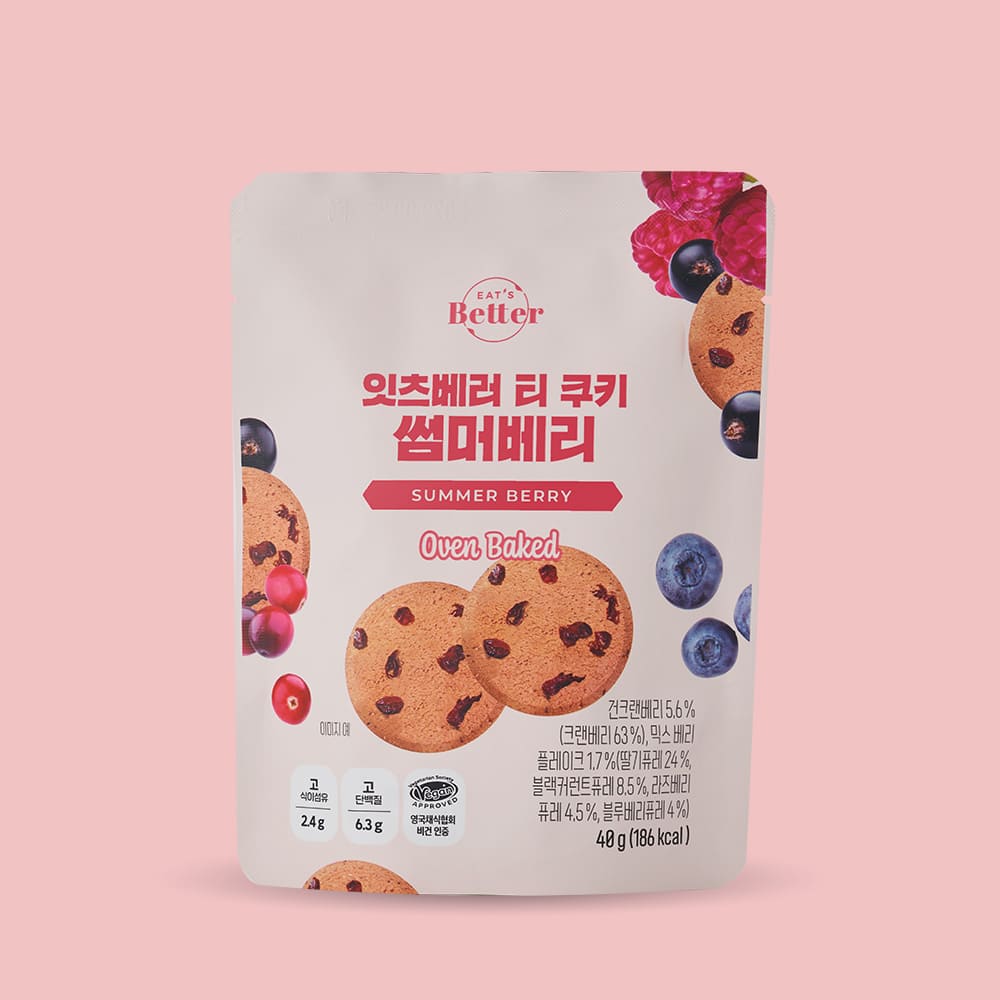 EAT'S
Better
잇츠베러 티 쿠키
썸머베리
SUMMER BERRY
Oven Baked
이미지 예
건크랜베리 5.6%
(크랜베리 63%), 믹스 베리
플레이크 1.7%(딸기퓨레 24%,
블랙커런트퓨레 8.5%, 라즈베리
퓨레 4.5%, 블루베리퓨레 4%)
40 g (186 kcal)
고
식이섬유
2.4 g
고
단백질
6.3 g
Vegetarian Society
Vegan
APPROVED
영국채식협회
비건 인증